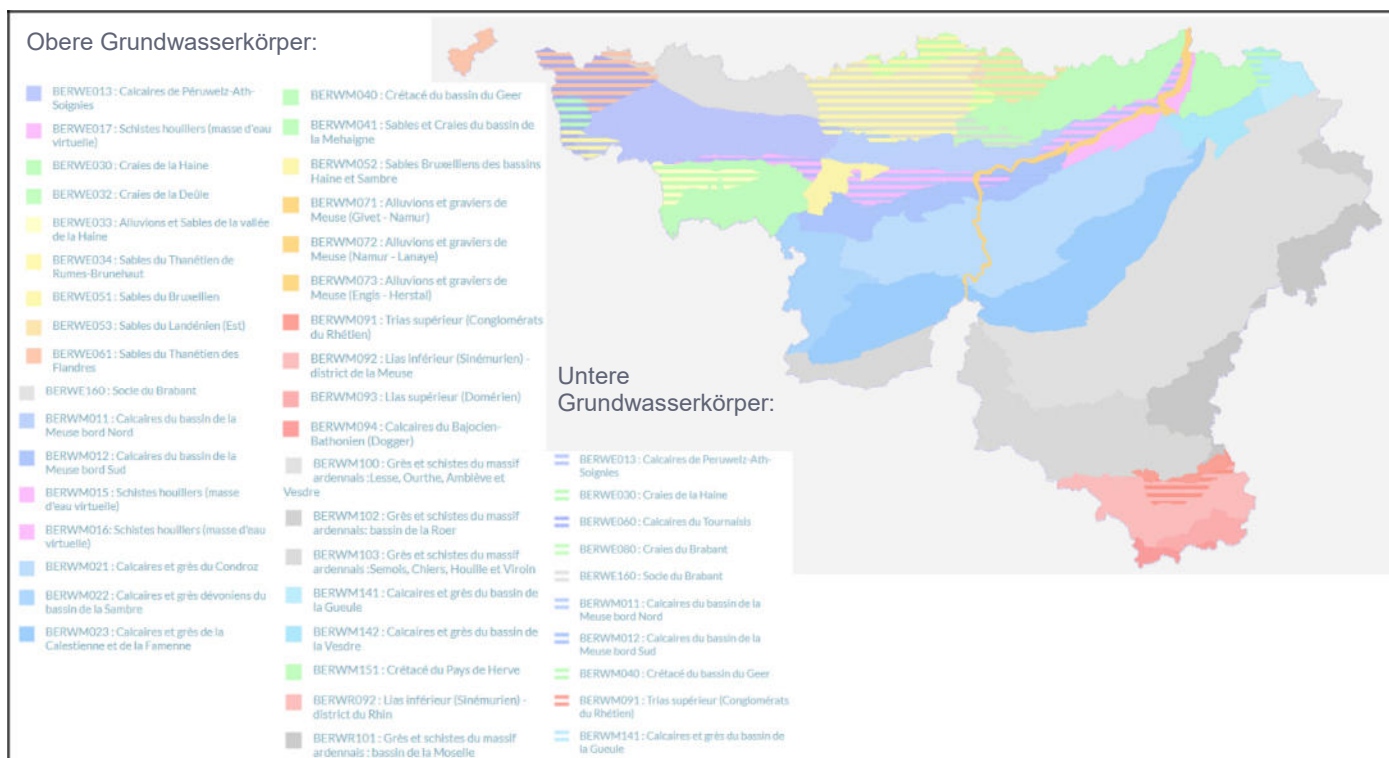 Obere Grundwasserkörper:
BERWE013 : Calcaires de Péruwelz-Ath-
Soignies
BERWE017 : Schistes houillers (masse d'eau
virtuelle)
BERWE030 : Craies de la Haine
BERWE032 : Craies de la Deûle
BERWE033 : Alluvions et Sables de la vallée
de la Haine
BERWE034 : Sables du Thanétien de
Rumes-Brunehaut
BERWE051 : Sables du Bruxellien
BERWE053 : Sables du Landénien (Est)
BERWE061 : Sables du Thanétien des
Flandres
BERWE160 : Socle du Brabant
BERWM011 : Calcaires du bassin de la
Meuse bord Nord
BERWM012 : Calcaires du bassin de la
Meuse bord Sud
BERWM015 : Schistes houillers (masse
d'eau virtuelle)
BERWM016: Schistes houillers (masse d'eau
virtuelle)
BERWM021 : Calcaires et grès du Condroz
BERWM022 : Calcaires et grès dévoniens du
bassin de la Sambre
BERWM023 : Calcaires et grès de la
Calestienne et de la Famenne
BERWM040 : Crétacé du bassin du Geer
BERWM041 : Sables et Craies du bassin de
la Mehaigne
BERWM052 : Sables Bruxelliens des bassins
Haine et Sambre
BERWM071 : Alluvions et graviers de
Meuse (Givet - Namur)
BERWM072 : Alluvions et graviers de
Meuse (Namur - Lanaye)
BERWM073 : Alluvions et graviers de
Meuse (Engis - Herstal)
BERWM091 : Trias supérieur (Conglomérats
du Rhétien)
BERWM092 : Lias inférieur (Sinémurien) -
district de la Meuse
BERWM093 : Lias supérieur (Domérien)
BERWM094 : Calcaires du Bajocien-
Bathonien (Dogger)
BERWM100 : Grès et schistes du massif
ardennais :Lesse, Ourthe, Amblève et
Vesdre
BERWM102 : Grès et schistes du massif
ardennais: bassin de la Roer
BERWM103 : Grès et schistes du massif
ardennais :Semois, Chiers, Houille et Viroin
BERWM141 : Calcaires et grès du bassin de
la Gueule
BERWM142 : Calcaires et grès du bassin de
la Vesdre
BERWM151 : Crétacé du Pays de Herve
BERWR092 : Lias inférieur (Sinémurien) -
district du Rhin
BERWR101 : Grès et schistes du massif
ardennais : bassin de la Moselle
Untere
Grundwasserkörper:
BERWE013 : Calcaires de Peruwelz-Ath-
Soignies
BERWE030 : Craies de la Haine
BERWE060 : Calcaires du Tournaisis
BERWE080 : Craies du Brabant
BERWE160 : Socle du Brabant
BERWM011 : Calcaires du bassin de la
Meuse bord Nord
BERWM012 : Calcaires du bassin de la
Meuse bord Sud
BERWM040 : Crétacé du bassin du Geer
BERWM091 : Trias supérieur (Conglomérats
du Rhétien)
BERWM141 : Calcaires et grès du bassin de
la Gueule